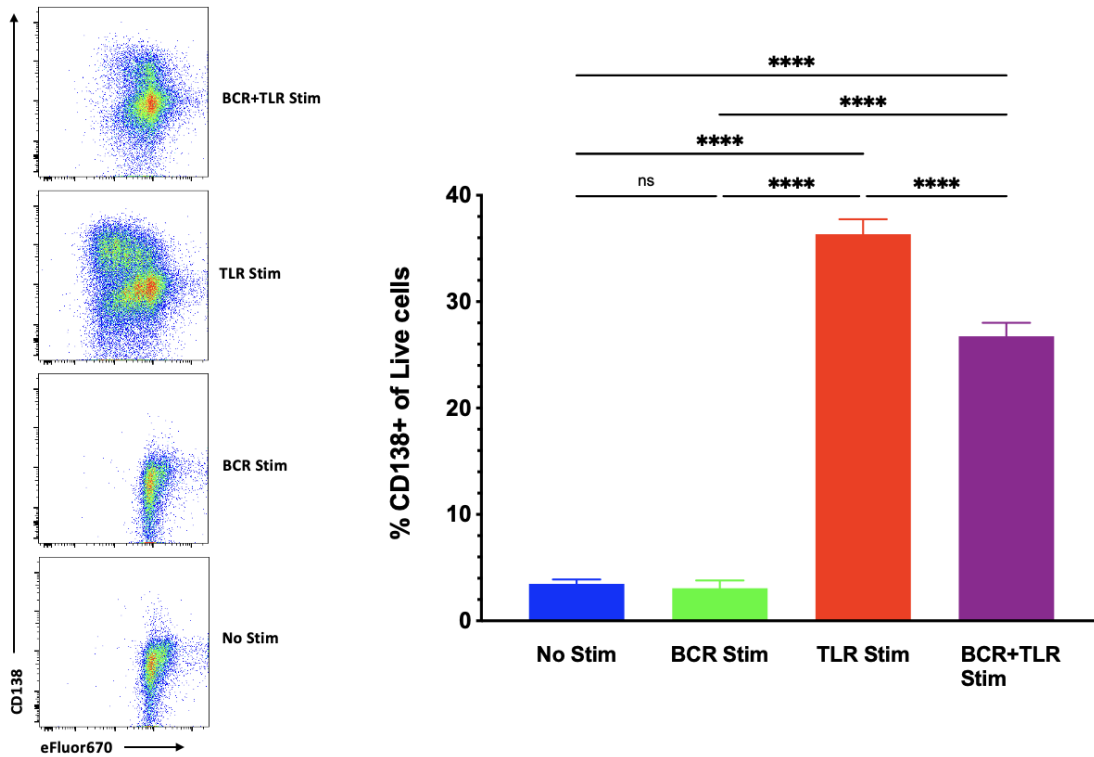 BCR+TLR Stim
TLR Stim
BCR Stim
No Stim
CD138
eFluor670
****
****
****
ns
****
****
% CD138+ of Live cells
40
30
20
10
0
No Stim
BCR Stim
TLR Stim
BCR+TLR
Stim